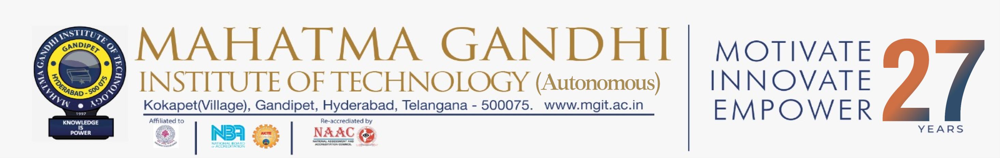 MAHATMA GANDHI INSTITUTE OF TECHNOLOGY
GANDIPET
HYDERABAD - 500 075
1997
KNOWLEDGE
IS
POWER
MAHATMA GANDHI
INSTITUTE OF TECHNOLOGY (Autonomous)
Kokapet(Village), Gandipet, Hyderabad, Telangana - 500075. www.mgit.ac.in
Affiliated to
NBA
NATIONAL BOARD
OF ACCREDITATION
AICTE
Re-accredited by
NAAC
NATIONAL ASSESSMENT AND
ACCREDITATION COUNCIL
MOTIVATE
INNOVATE
EMPOWER
27
YEARS